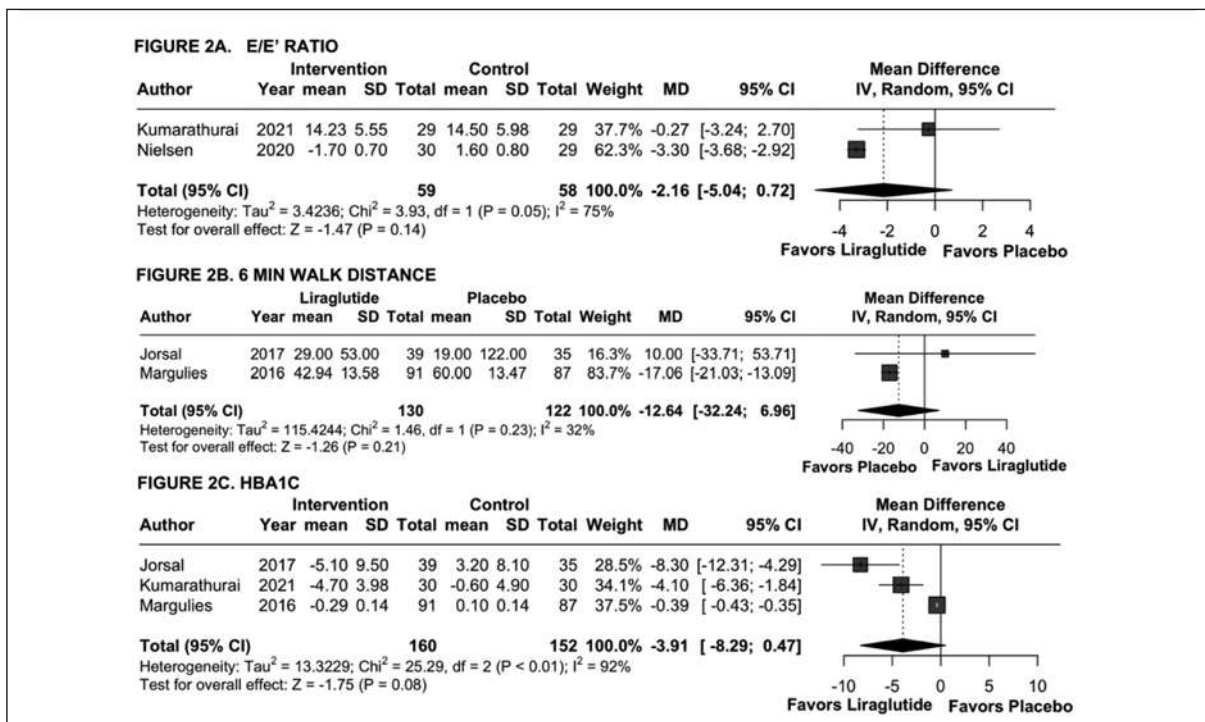 FIGURE 2A. E/E' RATIO
Intervention Control Mean Difference
Author Year mean SD Total mean SD Total Weight MD 95% CI IV, Random, 95% CI
Kumarathurai 2021 14.23 5.55 29 14.50 5.98 29 37.7% -0.27 [-3.24; 2.70]
Nielsen 2020 -1.70 0.70 30 1.60 0.80 29 62.3% -3.30 [-3.68; -2.92]
Total (95% CI) 59 58 100.0% -2.16 [-5.04; 0.72]
Heterogeneity: Tau² = 3.4236; Chi² = 3.93, df = 1 (P = 0.05); I² = 75%
Test for overall effect: Z = -1.47 (P = 0.14)
-4 -2 0 2 4
Favors Liraglutide Favors Placebo
FIGURE 2B. 6 MIN WALK DISTANCE
Liraglutide Placebo Mean Difference
Author Year mean SD Total mean SD Total Weight MD 95% CI IV, Random, 95% CI
Jorsal 2017 29.00 53.00 39 19.00 122.00 35 16.3% 10.00 [-33.71; 53.71]
Margulies 2016 42.94 13.58 91 60.00 13.47 87 83.7% -17.06 [-21.03; -13.09]
Total (95% CI) 130 122 100.0% -12.64 [-32.24; 6.96]
Heterogeneity: Tau² = 115.4244; Chi² = 1.46, df = 1 (P = 0.23); I² = 32%
Test for overall effect: Z = -1.26 (P = 0.21)
-40 -20 0 20 40
Favors Placebo Favors Liraglutide
FIGURE 2C. HBA1C
Intervention Control Mean Difference
Author Year mean SD Total mean SD Total Weight MD 95% CI IV, Random, 95% CI
Jorsal 2017 -5.10 9.50 39 3.20 8.10 35 28.5% -8.30 [-12.31; -4.29]
Kumarathurai 2021 -4.70 3.98 30 -0.60 4.90 30 34.1% -4.10 [ -6.36; -1.84]
Margulies 2016 -0.29 0.14 91 0.10 0.14 87 37.5% -0.39 [ -0.43; -0.35]
Total (95% CI) 160 152 100.0% -3.91 [ -8.29; 0.47]
Heterogeneity: Tau² = 13.3229; Chi² = 25.29, df = 2 (P < 0.01); I² = 92%
Test for overall effect: Z = -1.75 (P = 0.08)
-10 -5 0 5 10
Favors Liraglutide Favors Placebo